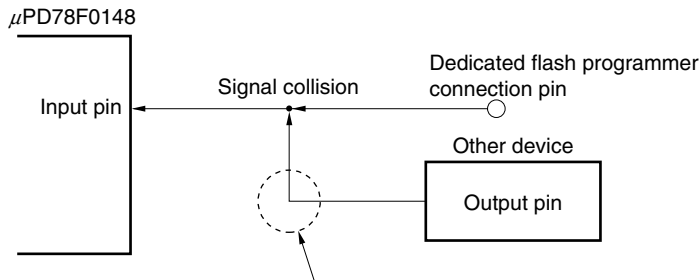 μPD78F0148
Signal collision
Dedicated flash programmer
connection pin
Input pin
Other device
Output pin